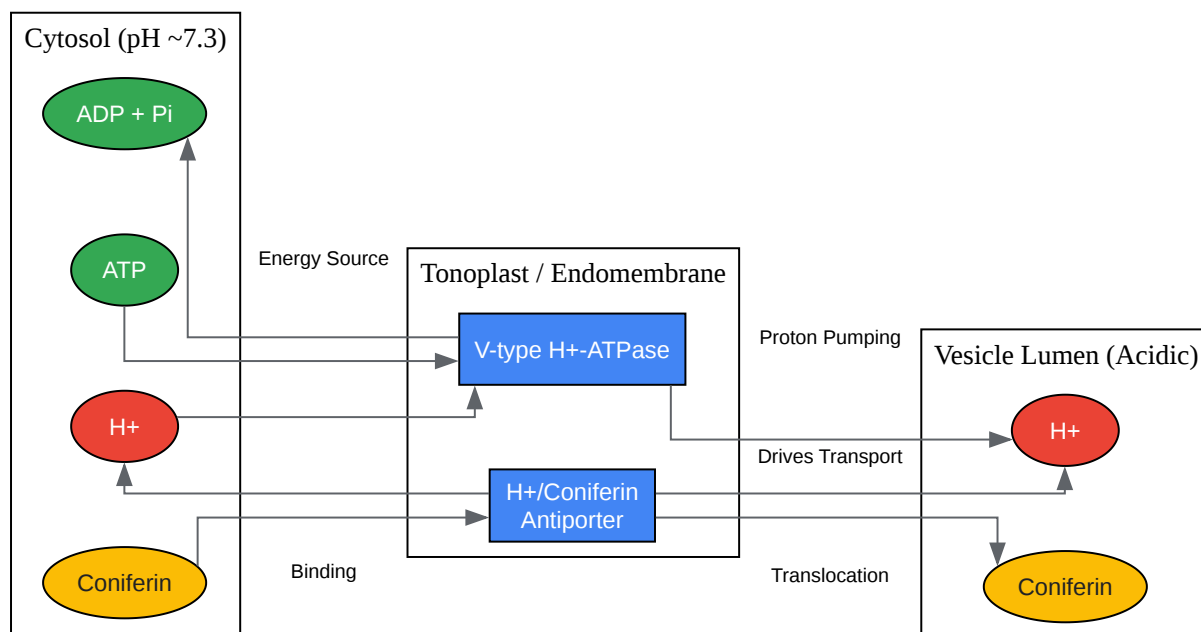 Cytosol (pH ~7.3)
ADP + Pi
ATP
Energy Source
Tonoplast / Endomembrane
V-type H+-ATPase
Proton Pumping
Vesicle Lumen (Acidic)
H+
H+
Drives Transport
H+/Coniferin
Antiporter
Coniferin
Binding
Translocation
Coniferin